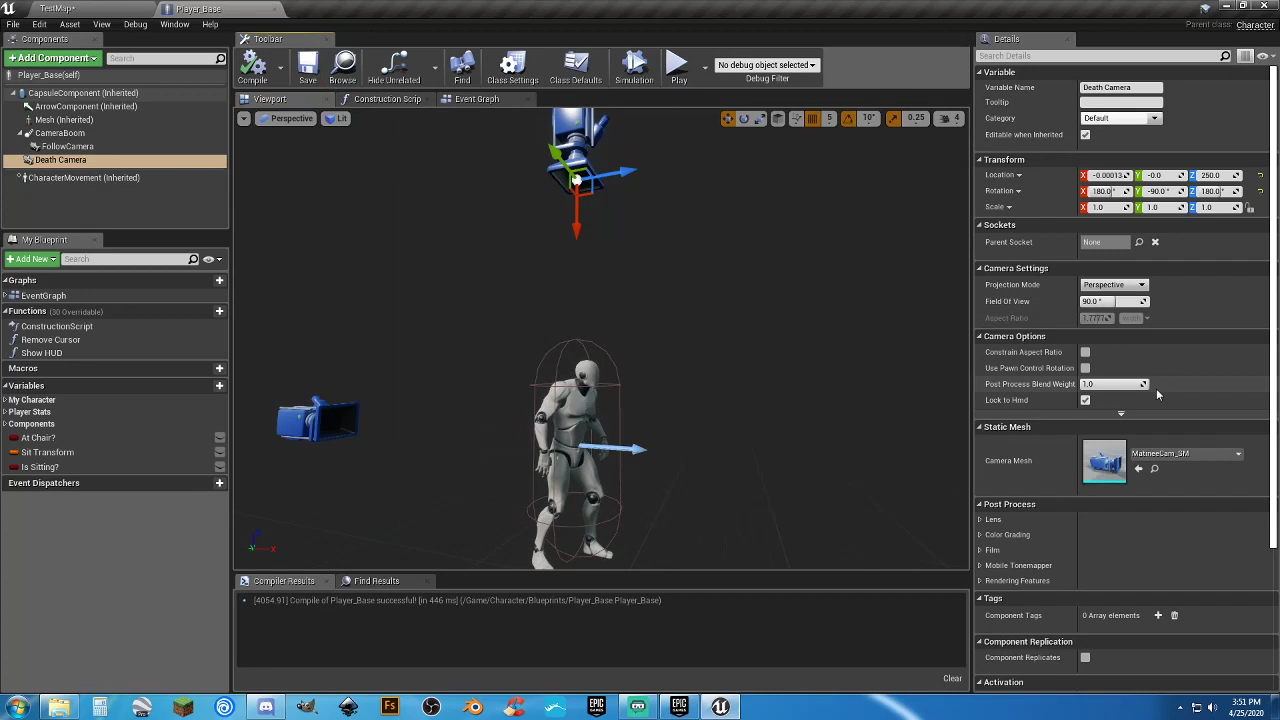 TestMap*
Player_Base
File Edit Asset View Debug Window Help
Parent class: Character
Components
+ Add Component
Search
Player_Base(self)
CapsuleComponent (Inherited)
ArrowComponent (Inherited)
Mesh (Inherited)
CameraBoom
FollowCamera
Death Camera
CharacterMovement (Inherited)
My Blueprint
+ Add New
Search
Graphs
EventGraph
Functions (30 Overridable)
ConstructionScript
Remove Cursor
Show HUD
Macros
Variables
My Character
Player Stats
Components
At Chair?
Sit Transform
Is Sitting?
Event Dispatchers
Toolbar
Compile
Save
Browse
Hide Unrelated
Find
Class Settings
Class Defaults
Simulation
Play
No debug object selected
Debug Filter
Viewport
Construction Scrip
Event Graph
Perspective
Lit
5
10°
0.25
4
Compiler Results
Find Results
[4054.91] Compile of Player_Base successful! [in 446 ms] (/Game/Character/Blueprints/Player_Base.Player_Base)
Clear
Details
Search Details
Variable
Variable Name Death Camera
Tooltip
Category Default
Editable when Inherited
Transform
Location X -0.00013 Y -0.0 Z 250.0
Rotation X 180.0° Y -90.0° Z 180.0°
Scale X 1.0 Y 1.0 Z 1.0
Sockets
Parent Socket None
Camera Settings
Projection Mode Perspective
Field Of View 90.0°
Aspect Ratio 1.7777
Camera Options
Constrain Aspect Ratio
Use Pawn Control Rotation
Post Process Blend Weight 1.0
Lock to Hmd
Static Mesh
Camera Mesh MatineeCam_SM
Post Process
Lens
Color Grading
Film
Mobile Tonemapper
Rendering Features
Tags
Component Tags 0 Array elements
Component Replication
Component Replicates
Activation
3:51 PM
4/25/2020